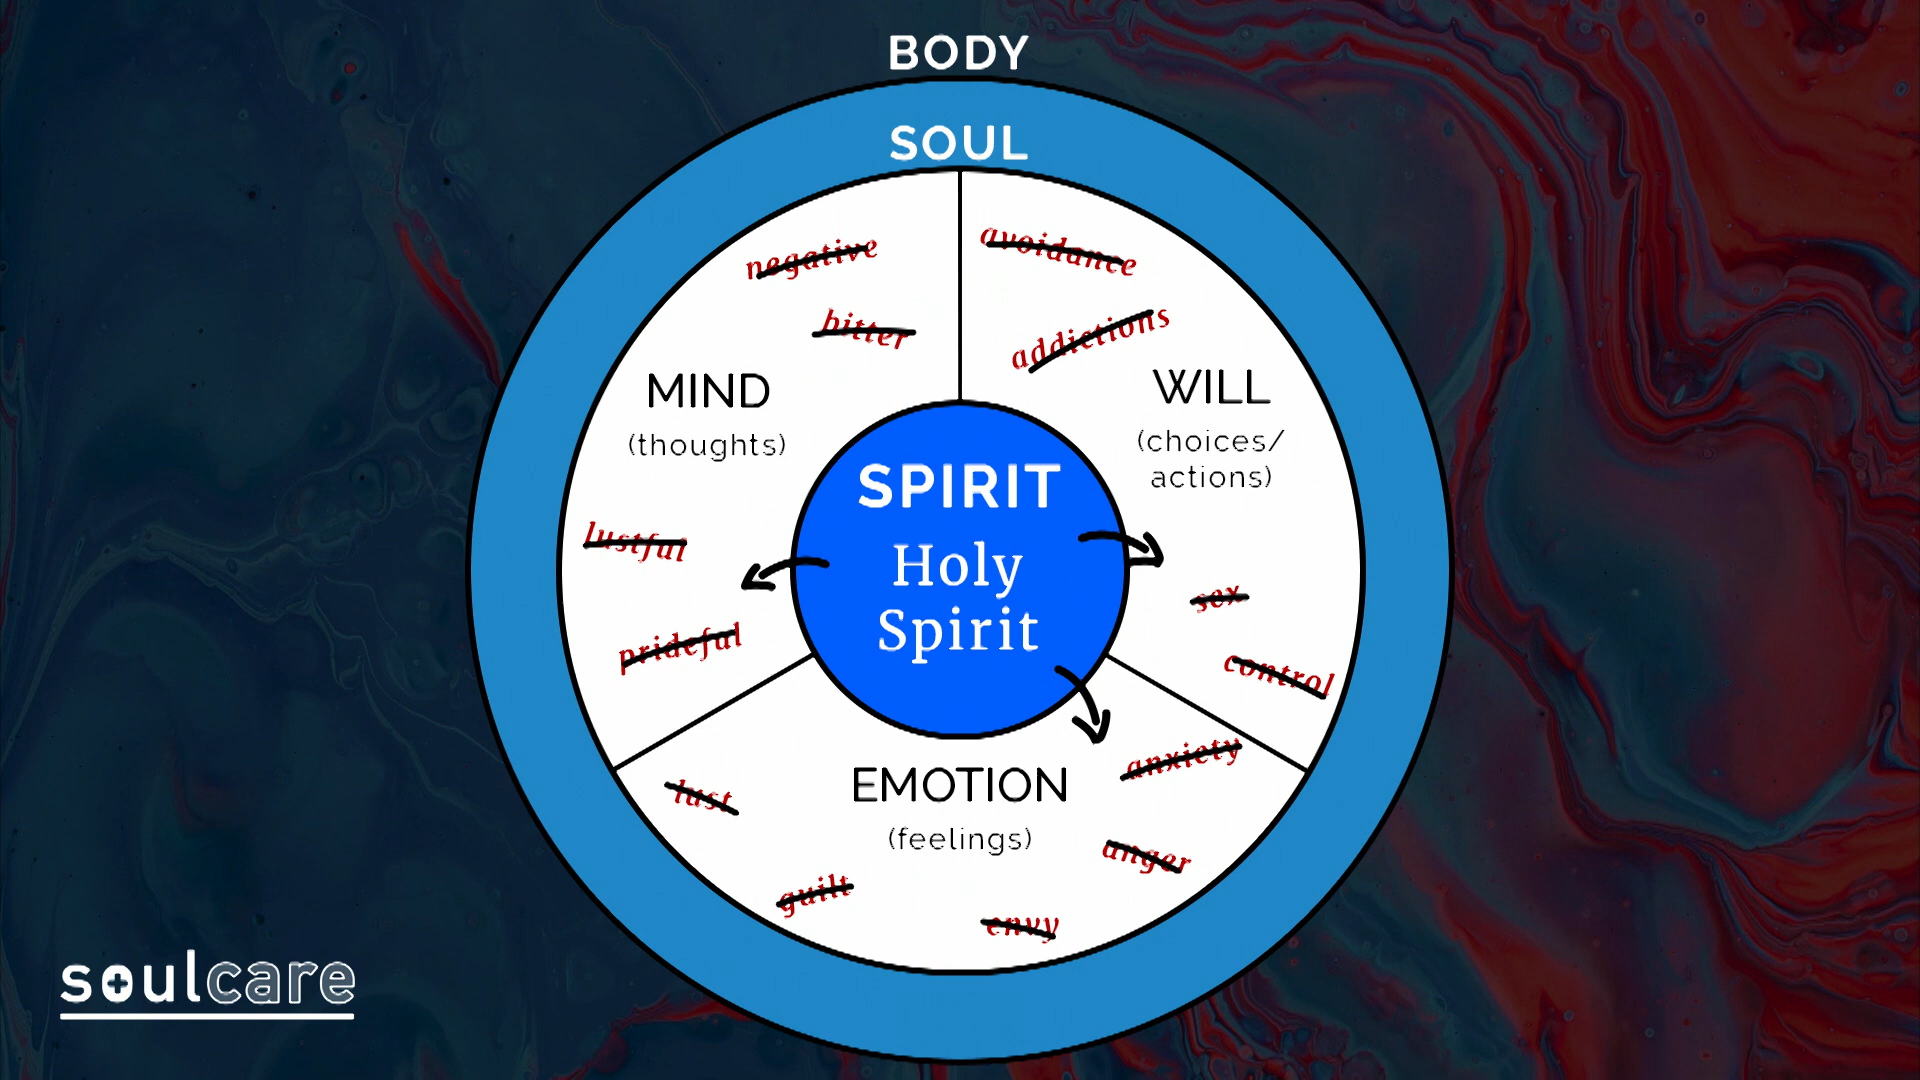 BODY
SOUL
negative
bitter
MIND
(thoughts)
lustful
prideful
avoidance
addictions
WILL
(choices/
actions)
sex
control
SPIRIT
Holy
Spirit
EMOTION
(feelings)
lust
guilt
envy
anger
anxiety
soulcare